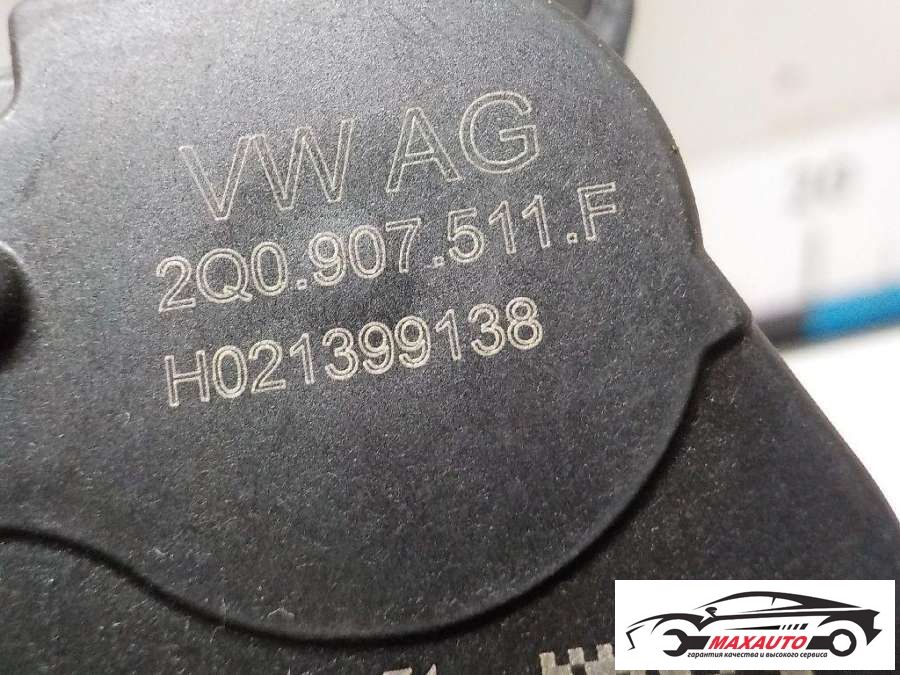 VW AG
2Q0.907.511.F
H021399138
MAXAUTO
гарантия качества и высокого сервиса